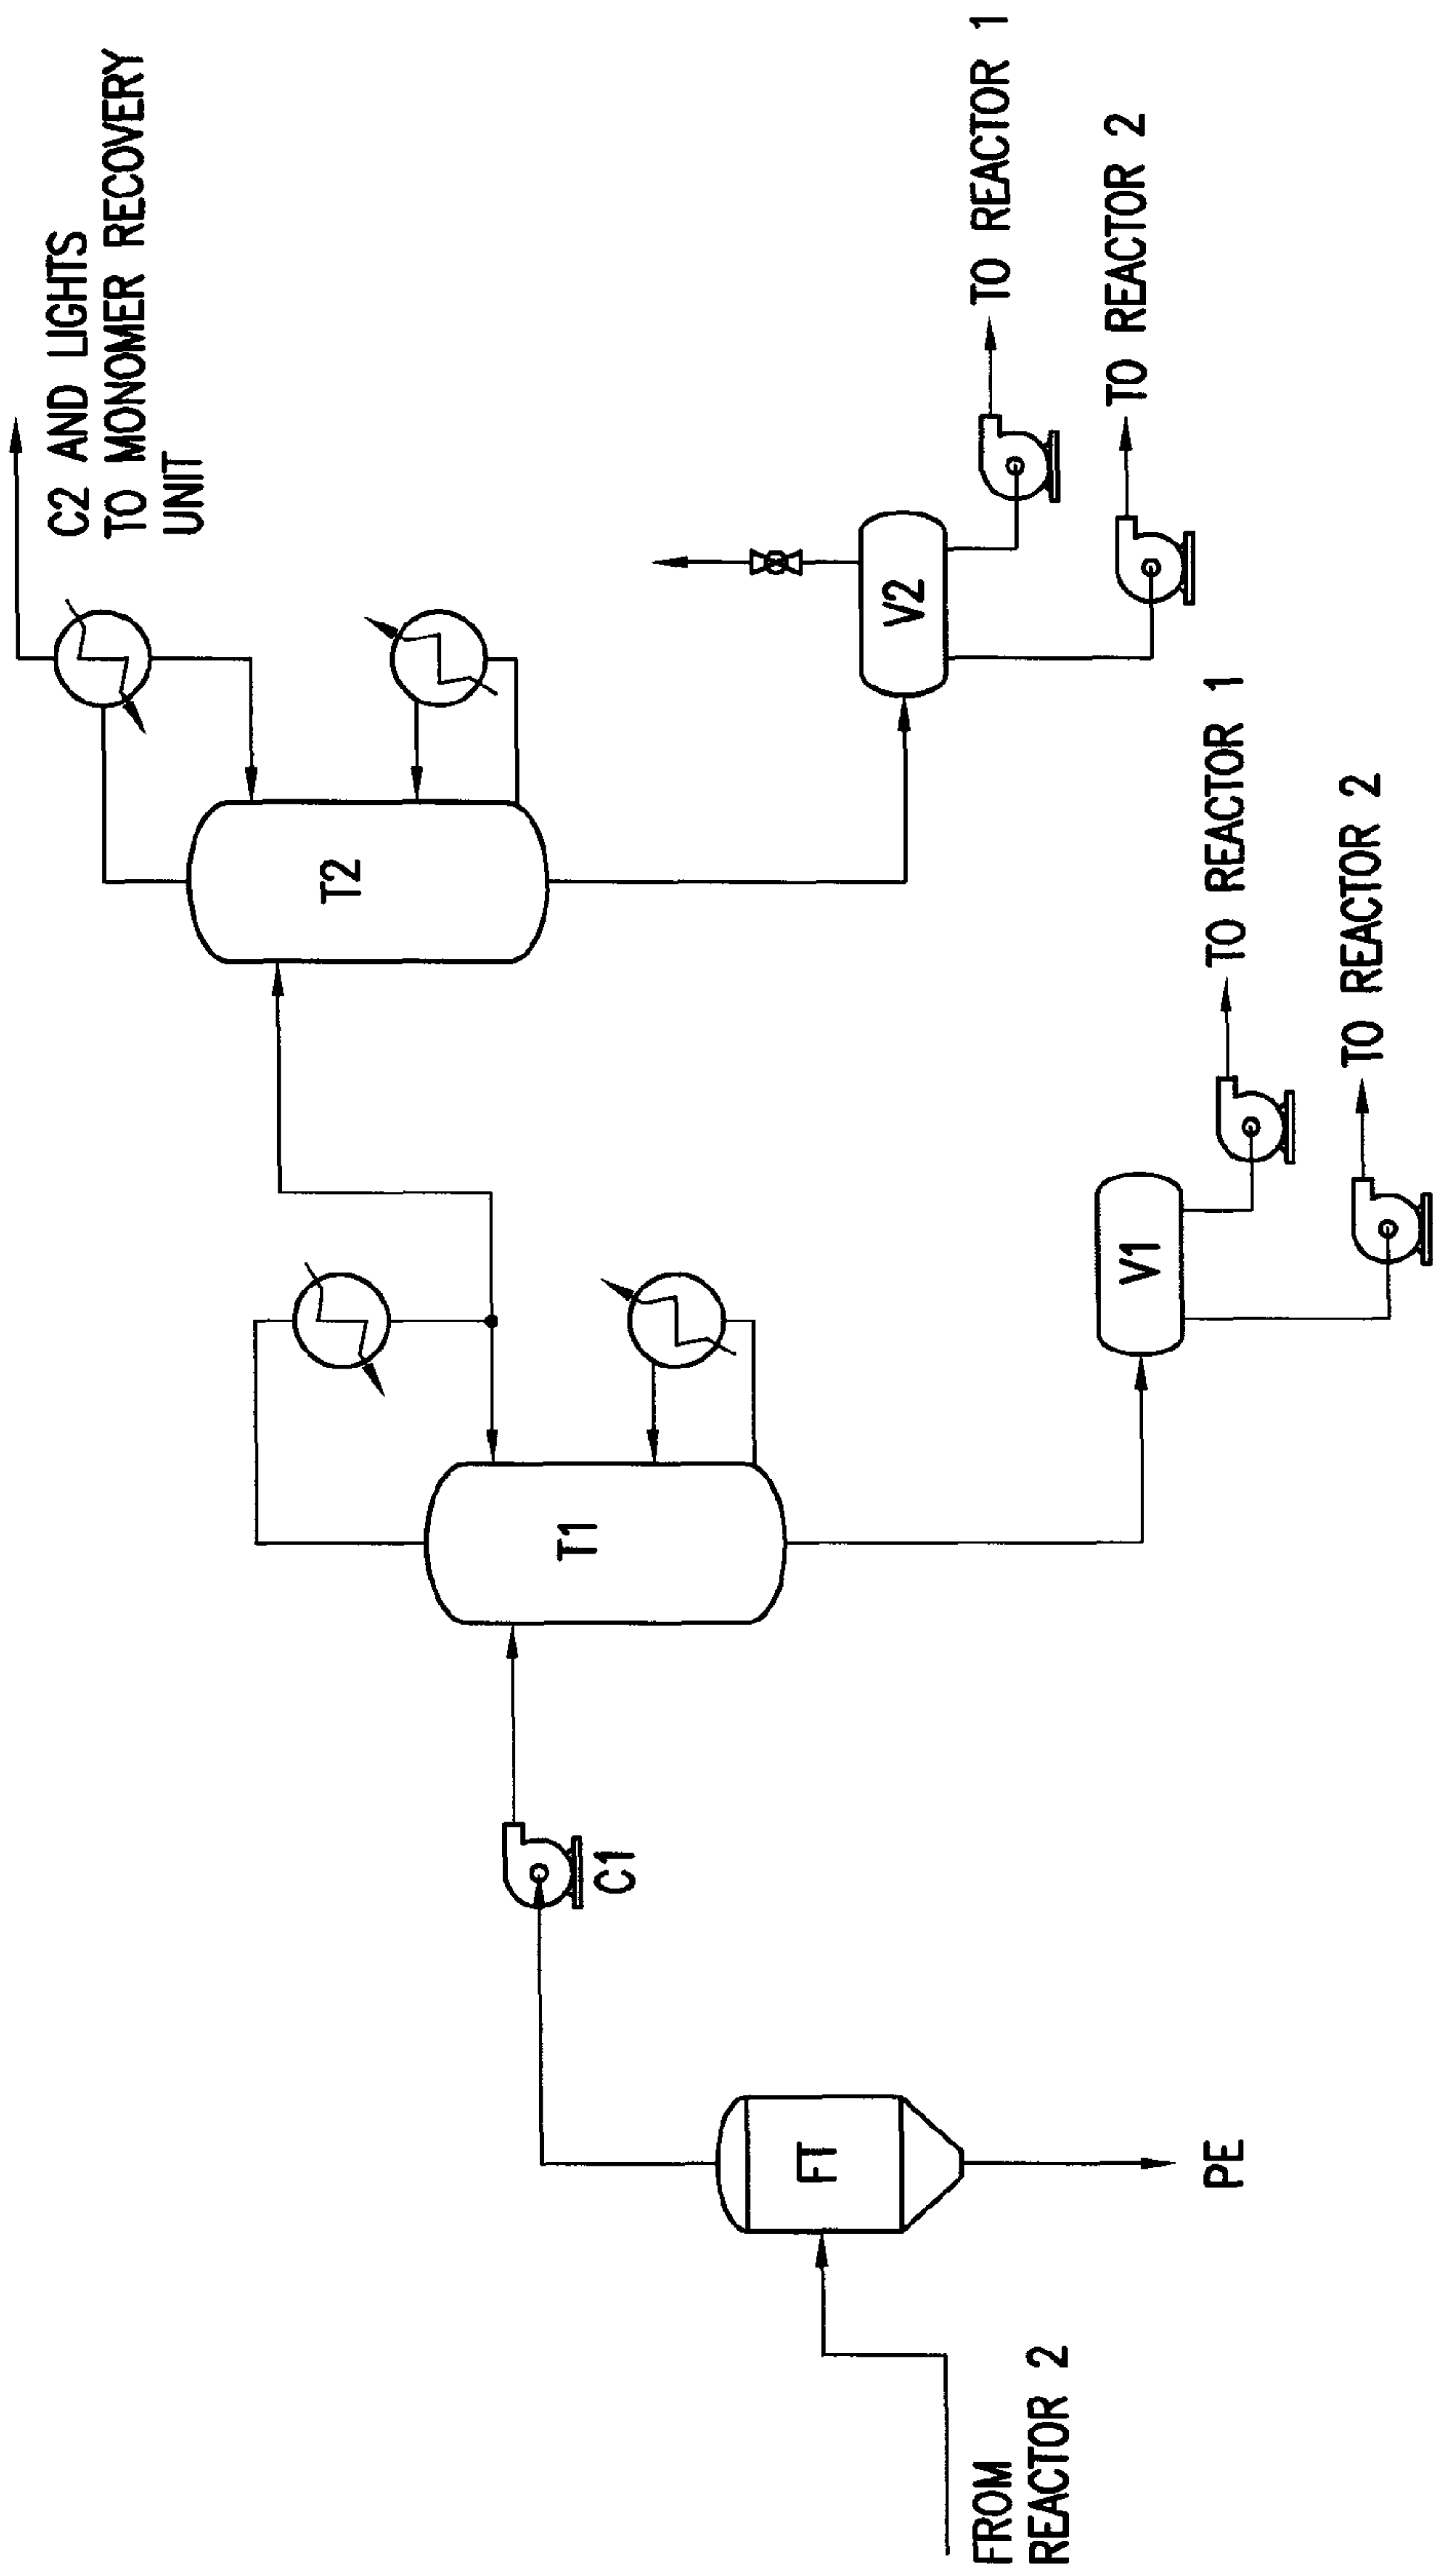 C2 AND LIGHTS
TO MONOMER RECOVERY
UNIT
T2
V2
TO REACTOR 1
TO REACTOR 2
T1
V1
TO REACTOR 1
TO REACTOR 2
C1
FT
PE
FROM
REACTOR 2